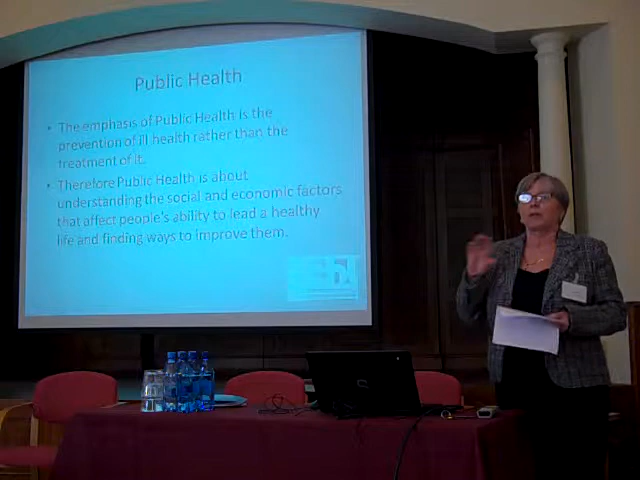 Public Health
• The emphasis of Public Health is the
prevention of ill health rather than the
treatment of it.
• Therefore Public Health is about
understanding the social and economic factors
that affect people's ability to lead a healthy
life and finding ways to improve them.